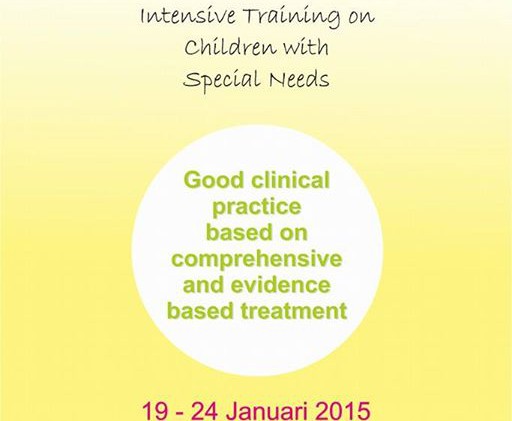 Intensive Training on
Children with
Special Needs
Good clinical
practice
based on
comprehensive
and evidence
based treatment
19 - 24 Januari 2015